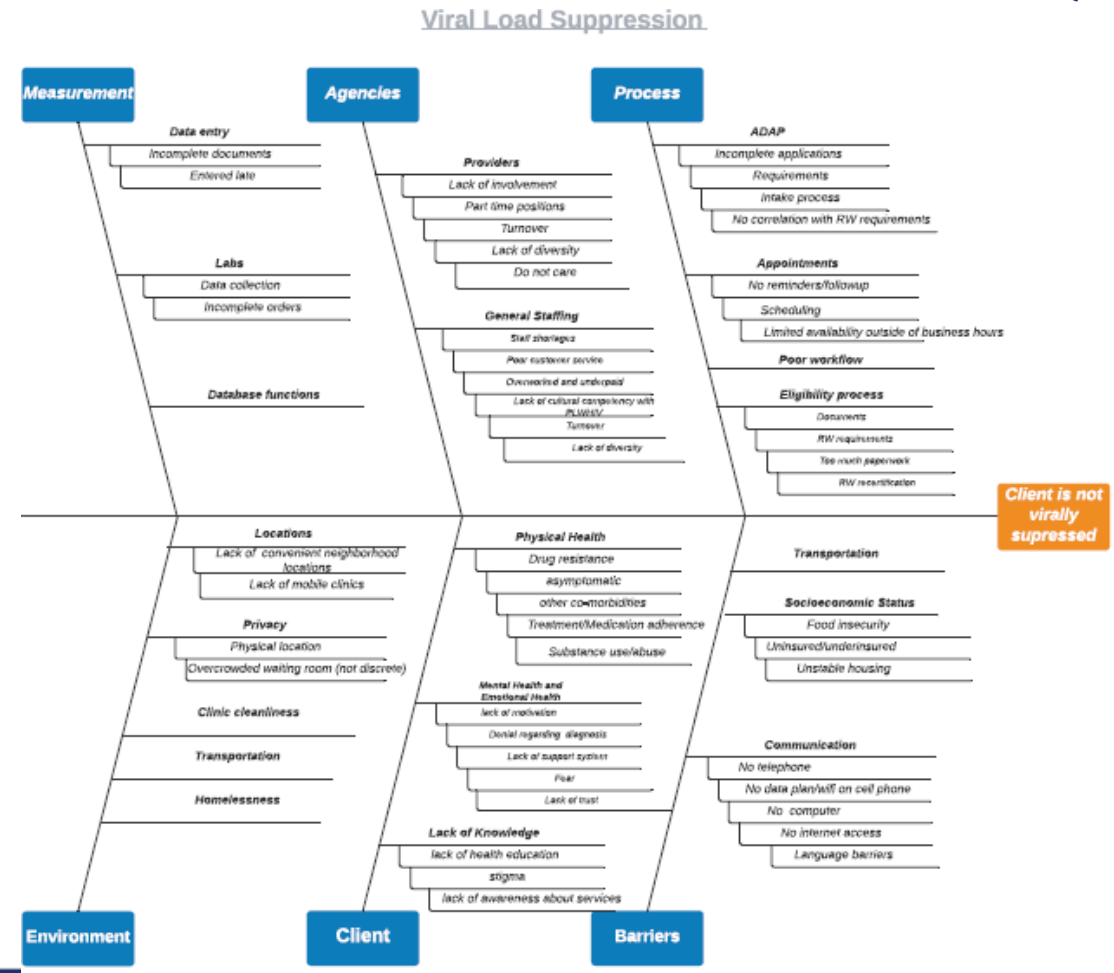 Viral Load Suppression
Measurement
Data entry
Incomplete documents
Entered late
Labs
Data collection
Incomplete orders
Database functions
Agencies
Providers
Lack of involvement
Part time positions
Turnover
Lack of diversity
Do not care
General Staffing
Staff shortages
Poor customer service
Overworked and underpaid
Lack of cultural competency with
PLWHIV
Turnover
Lack of diversity
Process
ADAP
Incomplete applications
Requirements
Intake process
No correlation with RW requirements
Appointments
No reminders/followup
Scheduling
Limited availability outside of business hours
Poor workflow
Eligibility process
Documents
RW requirements
Too much paperwork
RW recertification
Client is not
virally
supressed
Locations
Lack of convenient neighborhood
locations
Lack of mobile clinics
Privacy
Physical location
Overcrowded waiting room (not discrete)
Clinic cleanliness
Transportation
Homelessness
Environment
Physical Health
Drug resistance
asymptomatic
other co-morbidities
Treatment/Medication adherence
Substance use/abuse
Mental Health and
Emotional Health
lack of motivation
Denial regarding diagnosis
Lack of support system
Fear
Lack of trust
Lack of Knowledge
lack of health education
stigma
lack of awareness about services
Client
Transportation
Socioeconomic Status
Food insecurity
Uninsured/underinsured
Unstable housing
Communication
No telephone
No data plan/wifi on cell phone
No computer
No internet access
Language barriers
Barriers